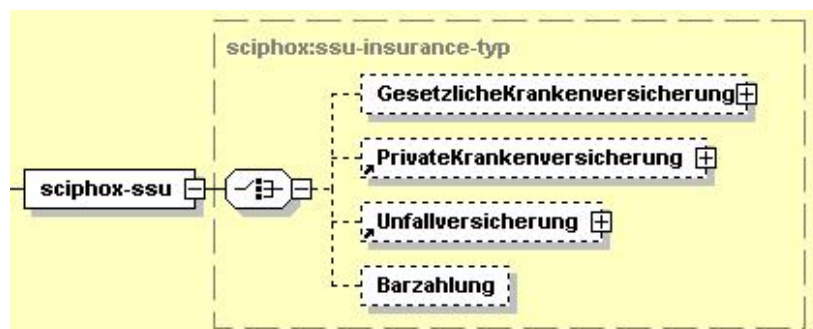 sciphox:ssu-insurance-typ
GesetzlicheKrankenversicherung
PrivateKrankenversicherung
sciphox-ssu
Unfallversicherung
Barzahlung